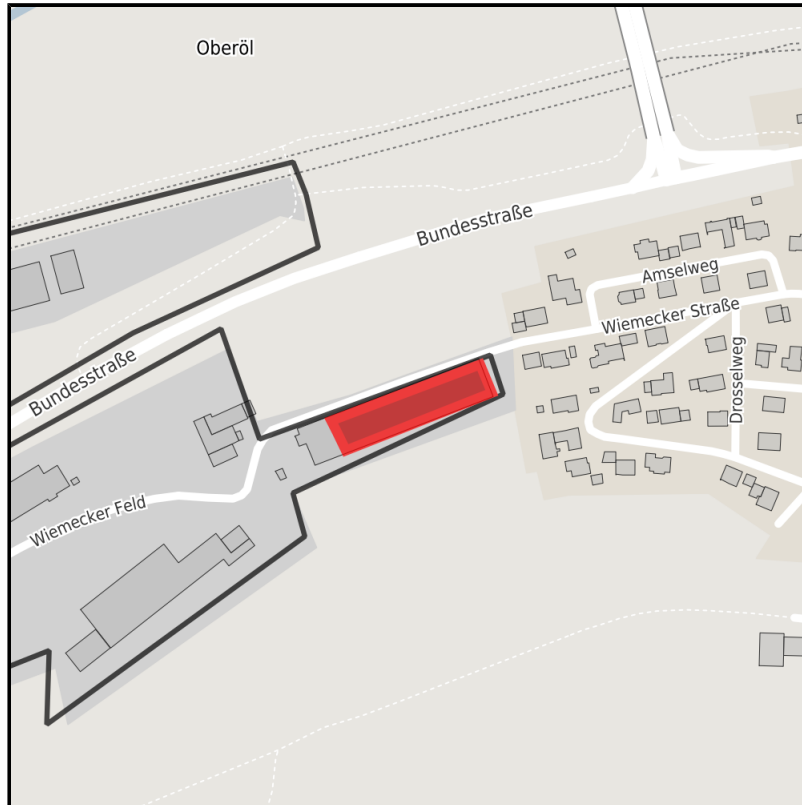 Oberöl
Bundesstraße
Amselweg
Wiemecker Straße
Bundesstraße
Drosselweg
Wiemecker Feld